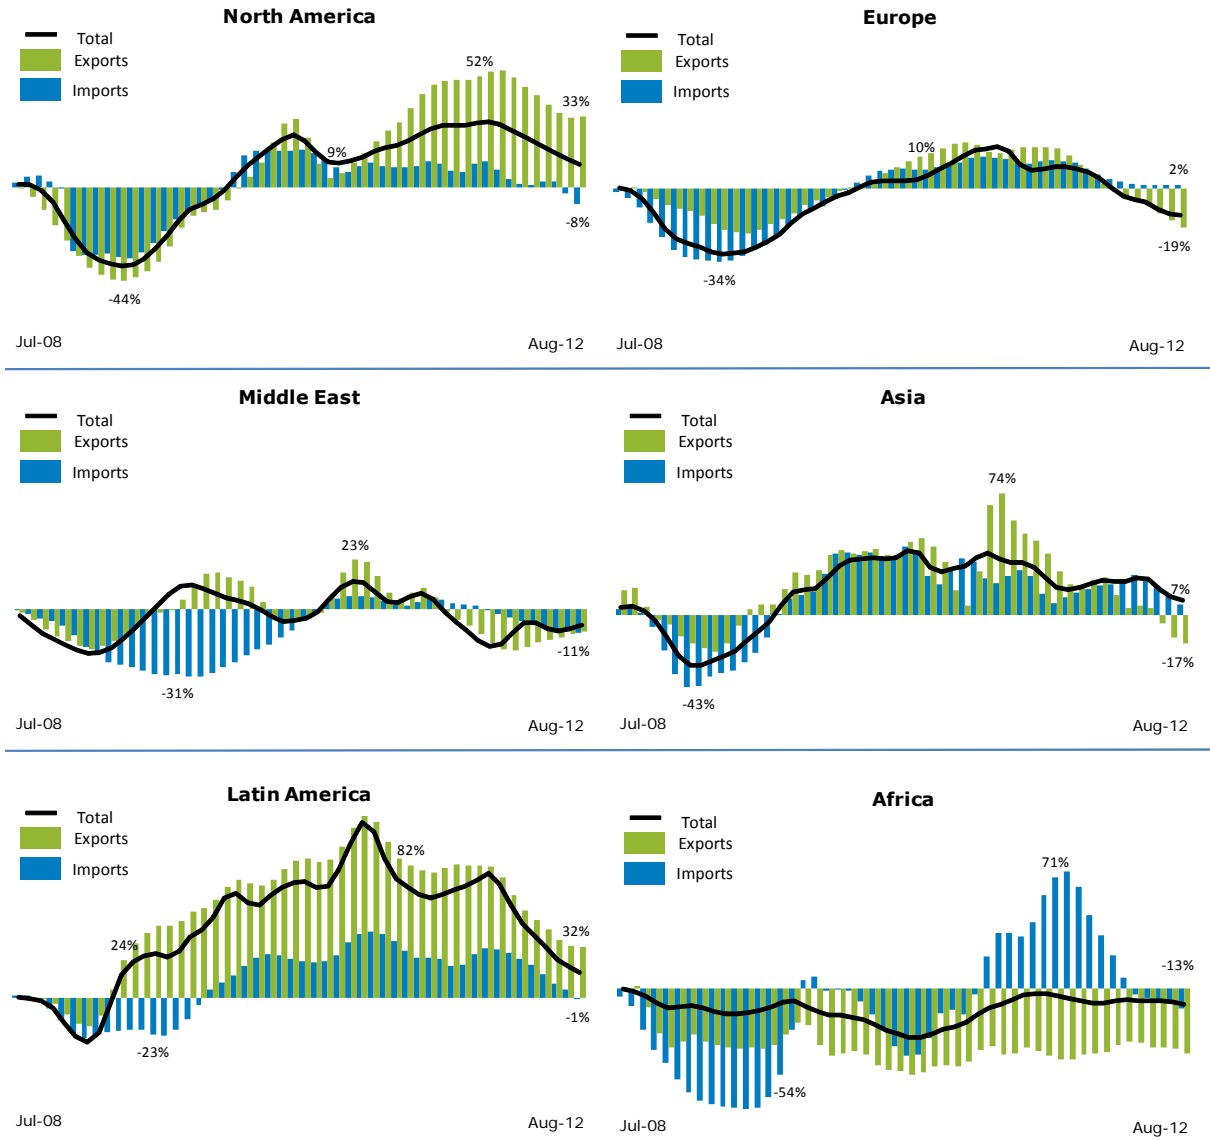 North America
Total
Exports
Imports
52%
33%
9%
-8%
-44%
Jul-08
Aug-12
Europe
Total
Exports
Imports
10%
2%
-19%
-34%
Jul-08
Aug-12
Middle East
Total
Exports
Imports
23%
-11%
-31%
Jul-08
Aug-12
Asia
Total
Exports
Imports
74%
7%
-17%
-43%
Jul-08
Aug-12
Latin America
Total
Exports
Imports
82%
24%
32%
-1%
-23%
Jul-08
Aug-12
Africa
Total
Exports
Imports
71%
-13%
-54%
Jul-08
Aug-12